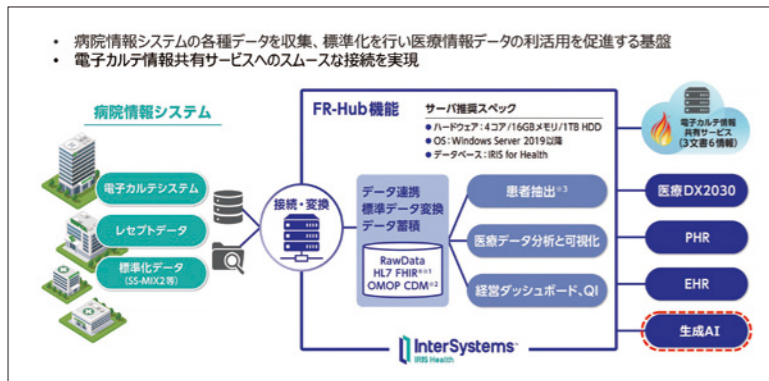 • 病院情報システムの各種データを収集、標準化を行い医療情報データの利活用を促進する基盤
• 電子カルテ情報共有サービスへのスムースな接続を実現
病院情報システム
電子カルテシステム
レセプトデータ
標準化データ
(SS-MIX2等)
FR-Hub機能
サーバ推奨スペック
●ハードウェア:4コア/16GBメモリ/1TB HDD
●OS:Windows Server 2019以降
●データベース:IRIS for Health
接続・変換
データ連携
標準データ変換
データ蓄積
RawData
HL7 FHIR®※1
OMOP CDM※2
患者抽出※3
医療データ分析と可視化
経営ダッシュボード、QI
InterSystems™
IRIS Health
電子カルテ情報
共有サービス
(3文書6情報)
医療DX2030
PHR
EHR
生成AI